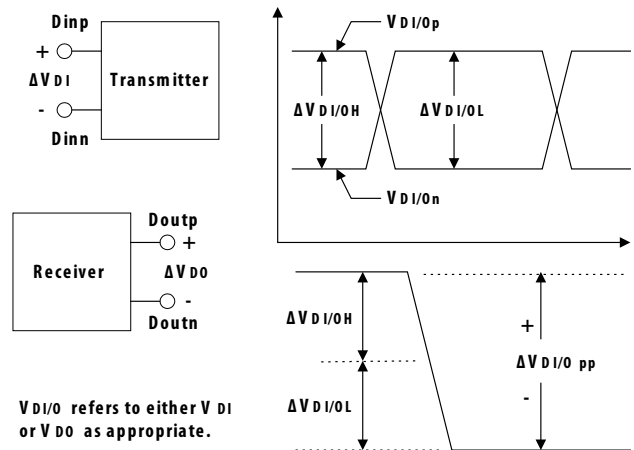 Dinp
+
ΔV DI
Transmitter
-
Dinn
V DI/Op
ΔV DI/OH
ΔV DI/OL
V DI/On
Doutp
+
Receiver
ΔV DO
-
Doutn
ΔV DI/OH
+
ΔV DI/O pp
ΔV DI/OL
-
V DI/O refers to either V DI
or V DO as appropriate.